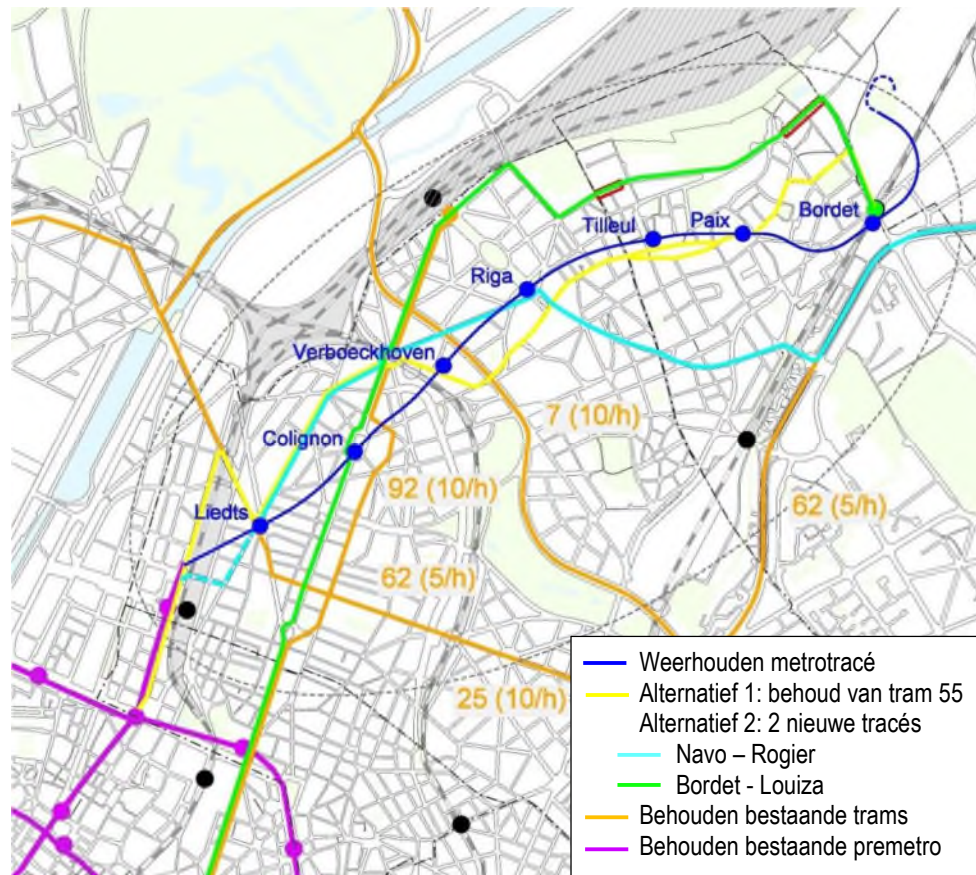 Bordet
Paix
Tilleul
Riga
Verboeckhoven
7 (10/h)
Colignon
92 (10/h)
62 (5/h)
Liedts
62 (5/h)
25 (10/h)
Weerhouden metrotracé
Alternatief 1: behoud van tram 55
Alternatief 2: 2 nieuwe tracés
Navo – Rogier
Bordet - Louiza
Behouden bestaande trams
Behouden bestaande premetro